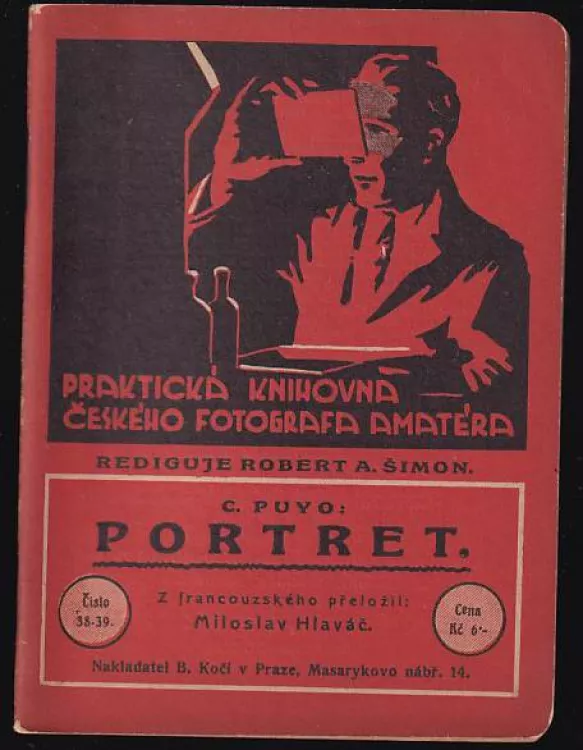 PRAKTICKÁ KNIHOVNA —
ČESKÉHO FOTOGRAFA AMATÉRA
REDIGUJE ROBERT A. ŠIMON.
C. PUYO:
PORTRET.
Z francouzského přeložil:
Miloslav Hlaváč.
Číslo
38-39.
Cena
Kč 6·-
Nakladatel B. Kočí v Praze, Masarykovo nábř. 14.